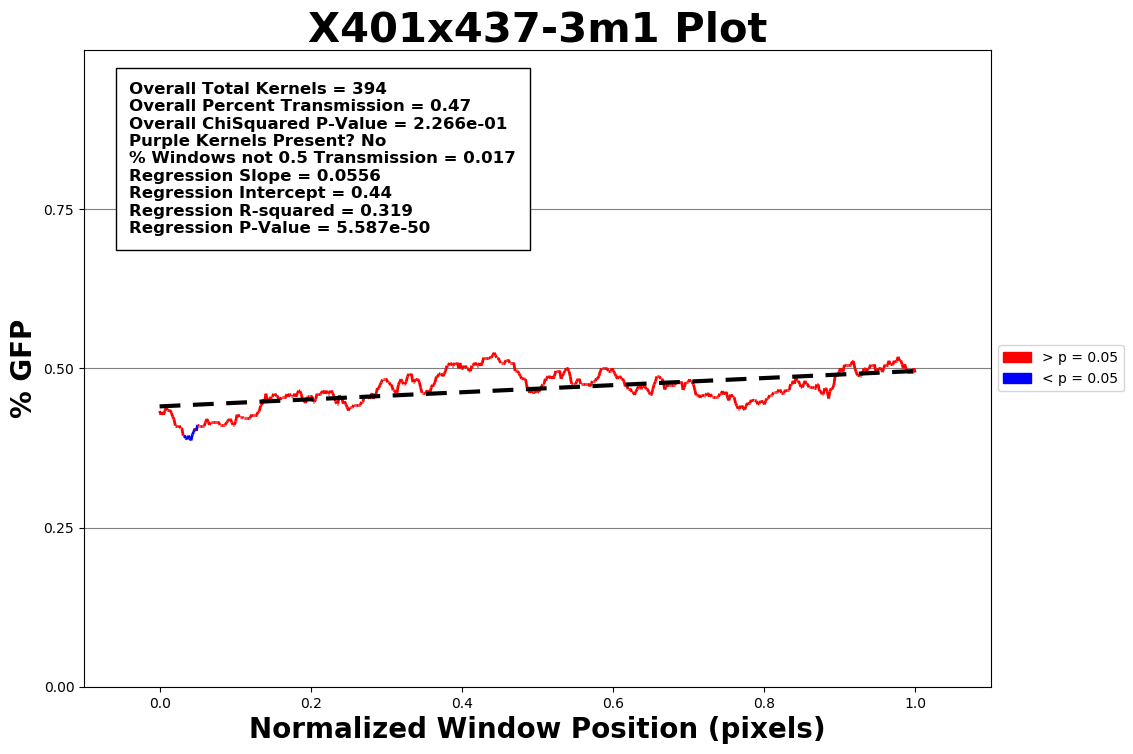 X401x437-3m1 Plot
Overall Total Kernels = 394
Overall Percent Transmission = 0.47
Overall ChiSquared P-Value = 2.266e-01
Purple Kernels Present? No
% Windows not 0.5 Transmission = 0.017
Regression Slope = 0.0556
Regression Intercept = 0.44
Regression R-squared = 0.319
Regression P-Value = 5.587e-50
0.75
0.50
0.25
0.00
% GFP
> p = 0.05
< p = 0.05
0.0 0.2 0.4 0.6 0.8 1.0
Normalized Window Position (pixels)